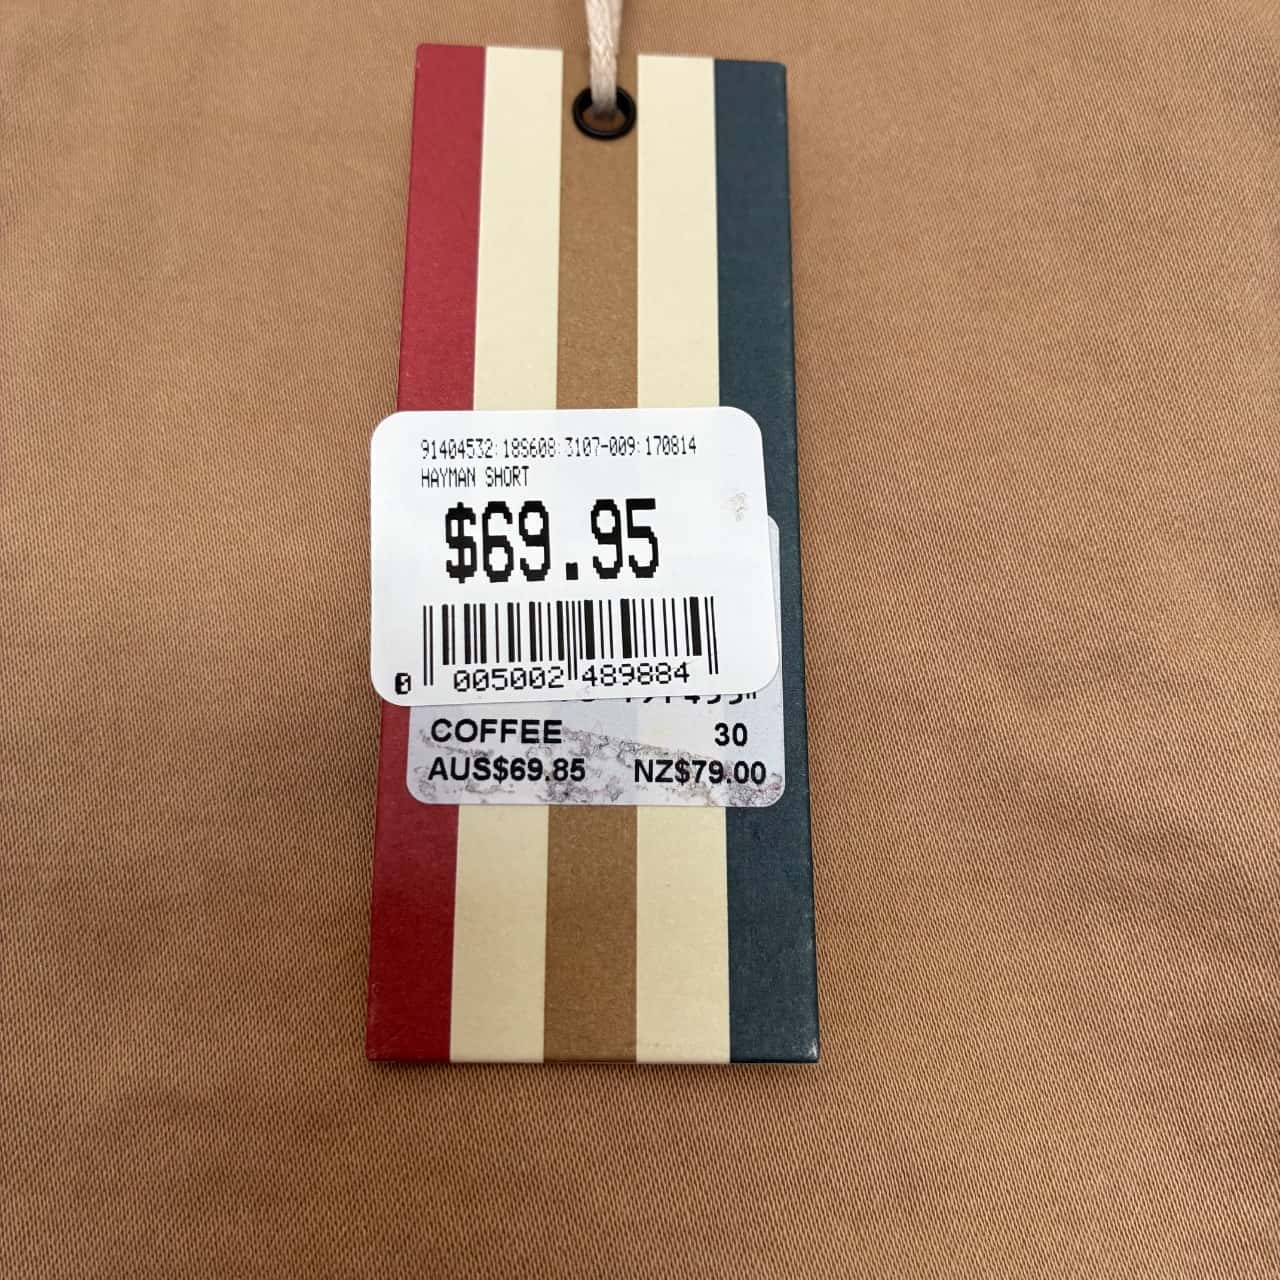 91404532:18S608:3107-009:170814
HAYMAN SHORT
$69.95
0 005002 489884
COFFEE 30
AUS$69.85 NZ$79.00